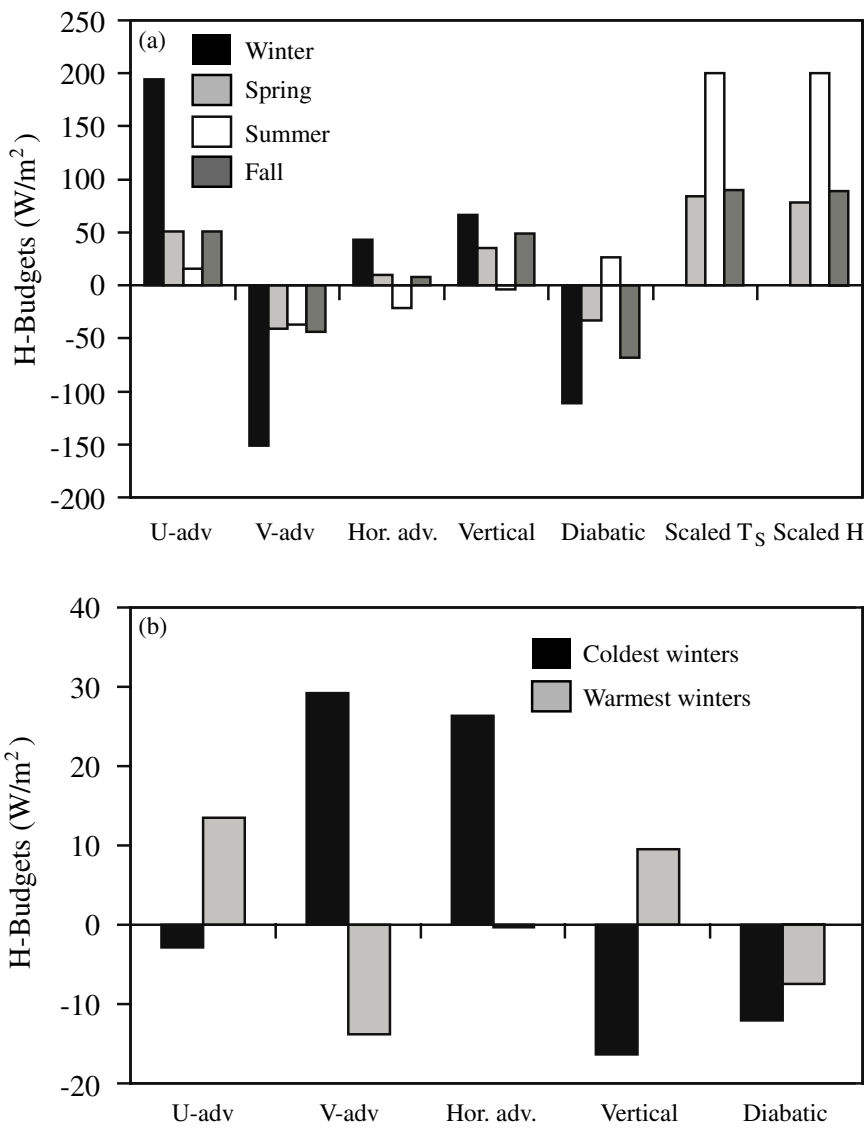 (a)
Winter
Spring
Summer
Fall
250
200
150
100
50
0
-50
-100
-150
-200
H-Budgets (W/m²)
U-adv V-adv Hor. adv. Vertical Diabatic Scaled T_S Scaled H
(b)
Coldest winters
Warmest winters
40
30
20
10
0
-10
-20
H-Budgets (W/m²)
U-adv V-adv Hor. adv. Vertical Diabatic